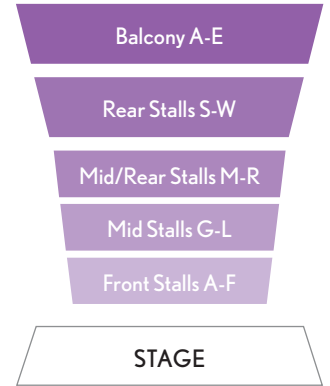 Balcony A-E
Rear Stalls S-W
Mid/Rear Stalls M-R
Mid Stalls G-L
Front Stalls A-F
STAGE